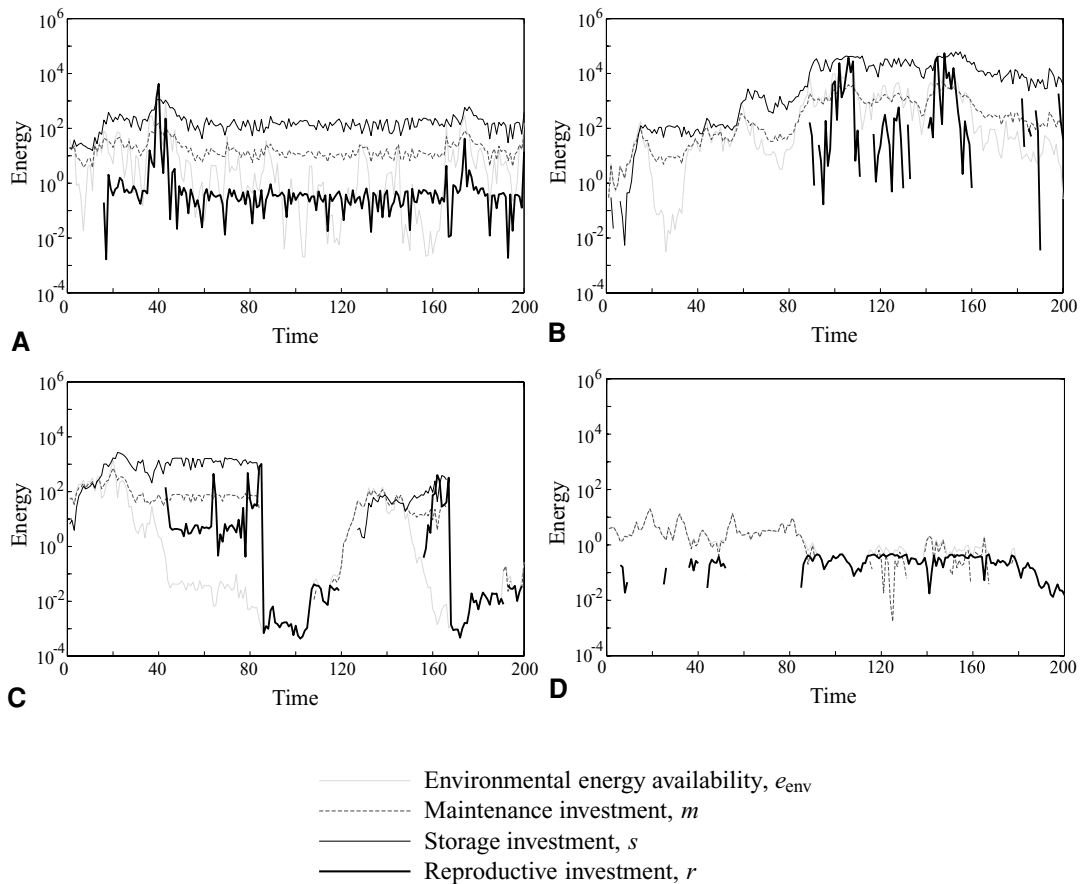 10^6
10^4
10^2
10^0
10^-2
10^-4
Energy
0 40 80 120 160 200
Time
A
10^6
10^4
10^2
10^0
10^-2
10^-4
Energy
0 40 80 120 160 200
Time
B
10^6
10^4
10^2
10^0
10^-2
10^-4
Energy
0 40 80 120 160 200
Time
C
10^6
10^4
10^2
10^0
10^-2
10^-4
Energy
0 40 80 120 160 200
Time
D
Environmental energy availability, e_env
Maintenance investment, m
Storage investment, s
Reproductive investment, r